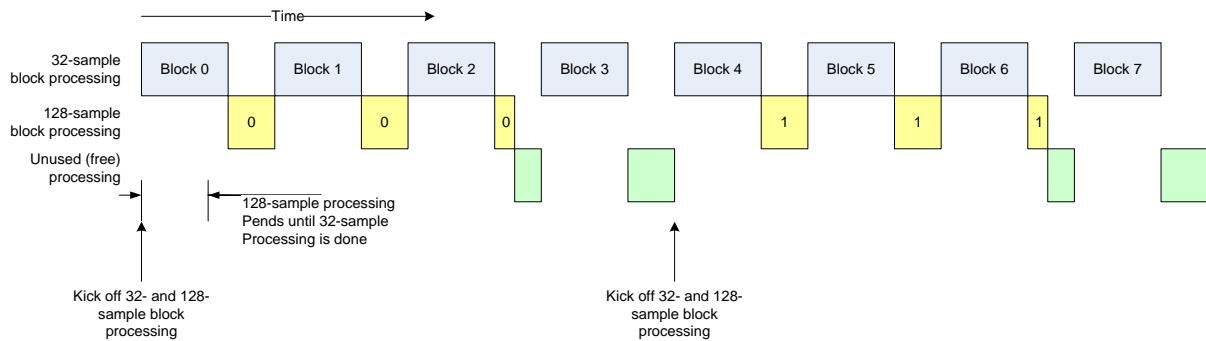 Time
32-sample
block processing
Block 0
Block 1
Block 2
Block 3
Block 4
Block 5
Block 6
Block 7
128-sample
block processing
0
0
0
1
1
1
Unused (free)
processing
128-sample processing
Pends until 32-sample
Processing is done
Kick off 32- and 128-
sample block
processing
Kick off 32- and 128-
sample block
processing